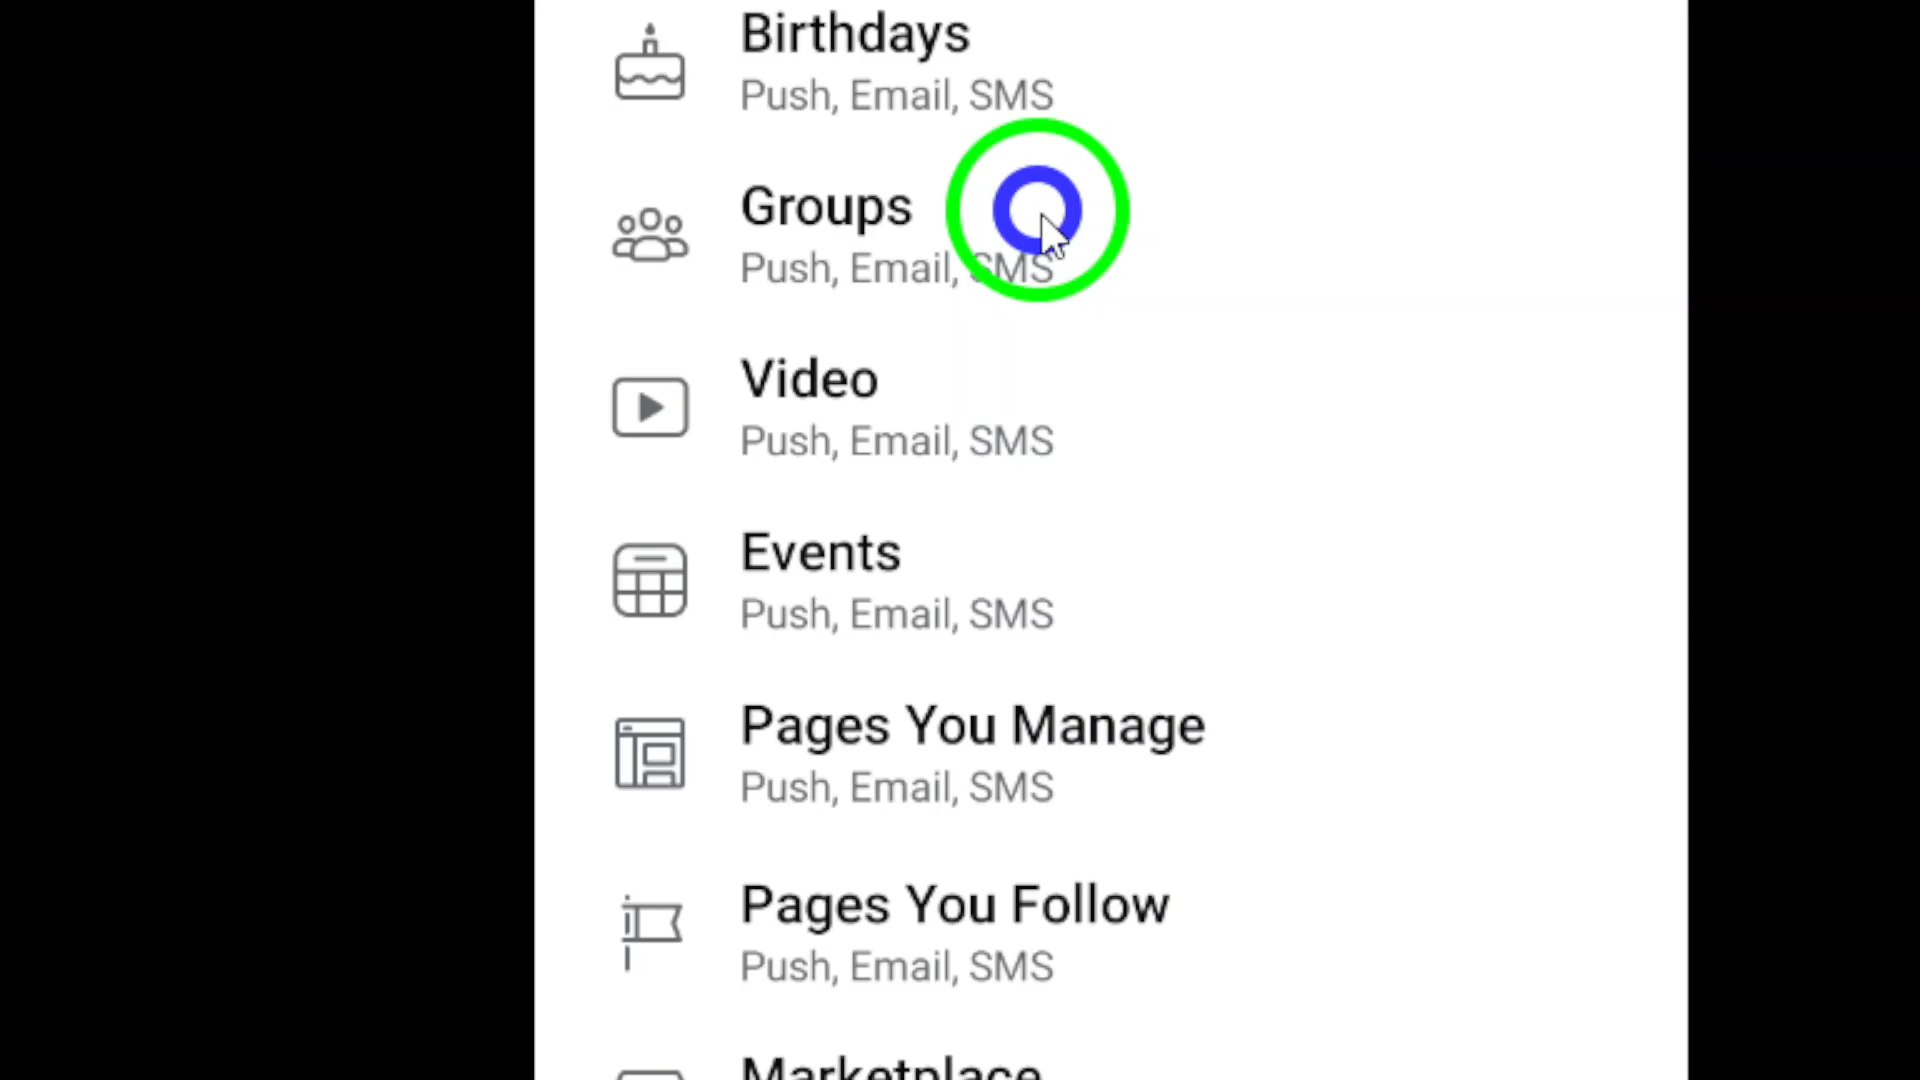 Birthdays
Push, Email, SMS
Groups
Push, Email, SMS
Video
Push, Email, SMS
Events
Push, Email, SMS
Pages You Manage
Push, Email, SMS
Pages You Follow
Push, Email, SMS
Marketplace